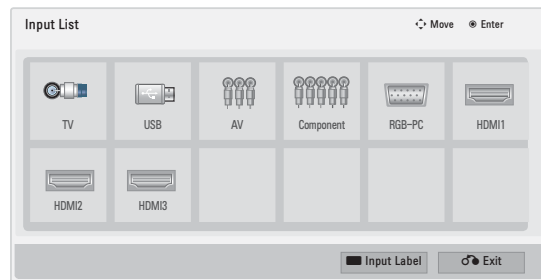 Input List
Move
Enter
TV
USB
AV
Component
RGB-PC
HDMI1
HDMI2
HDMI3
Input Label
Exit